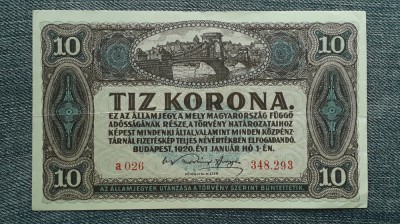 10 10
TIZ KORONA.
EZ AZ ÁLLAMJEGY, A MELY MAGYARORSZÁG FÜGGŐ
ADÓSSÁGÁNAK RÉSZE, A TÖRVÉNY HATÁROZATAIHOZ
KÉPEST MINDENKI ÁLTAL, VALAMINT MINDEN KÖZPÉNZ-
TÁRNÁL FIZETÉSKÉP TELJES NÉVÉRTÉKBEN ELFOGADANDÓ.
BUDAPEST, 1920. ÉVI JANUÁR HÓ 1-ÉN.
a 026 348.293
10 10
AZ ÁLLAMJEGYEK UTÁNZÁSA A TÖRVÉNY SZERINT BÜNTETTETIK.